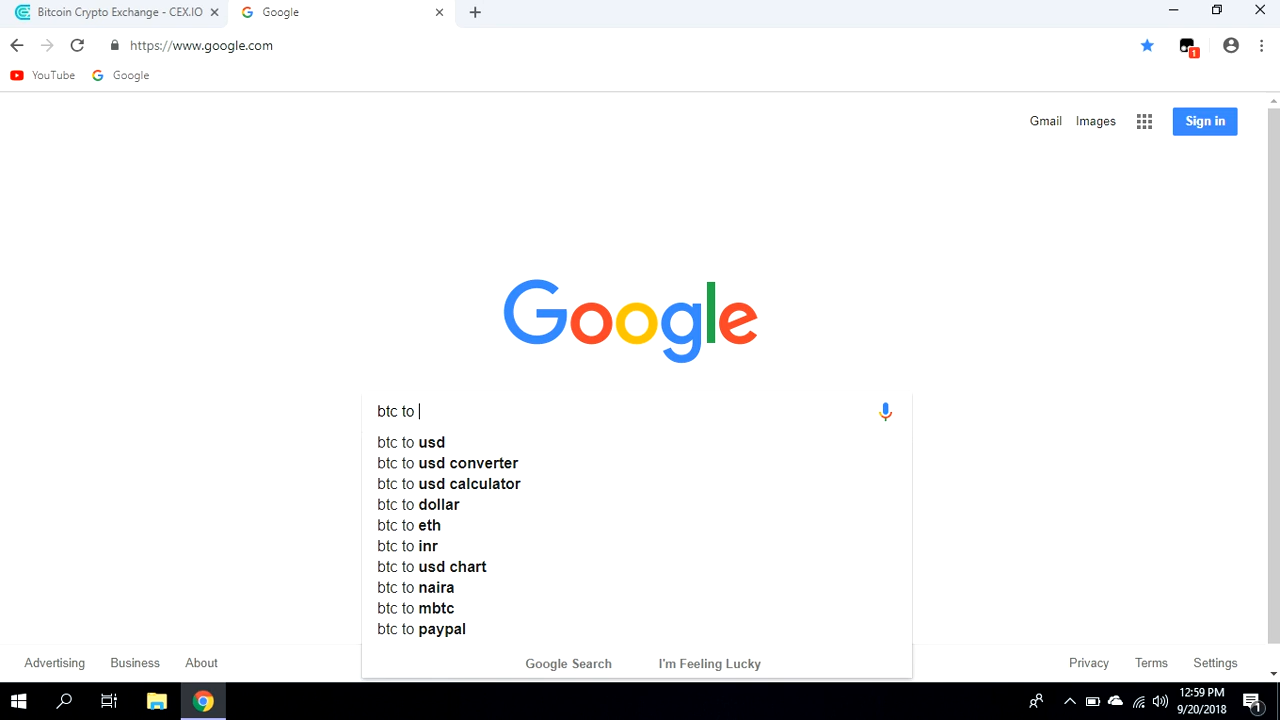 Bitcoin Crypto Exchange - CEX.IO
Google
https://www.google.com
1
YouTube
Google
Gmail
Images
Sign in
Google
btc to
btc to usd
btc to usd converter
btc to usd calculator
btc to dollar
btc to eth
btc to inr
btc to usd chart
btc to naira
btc to mbtc
btc to paypal
Google Search
I'm Feeling Lucky
Advertising
Business
About
Privacy
Terms
Settings
12:59 PM
9/20/2018
1